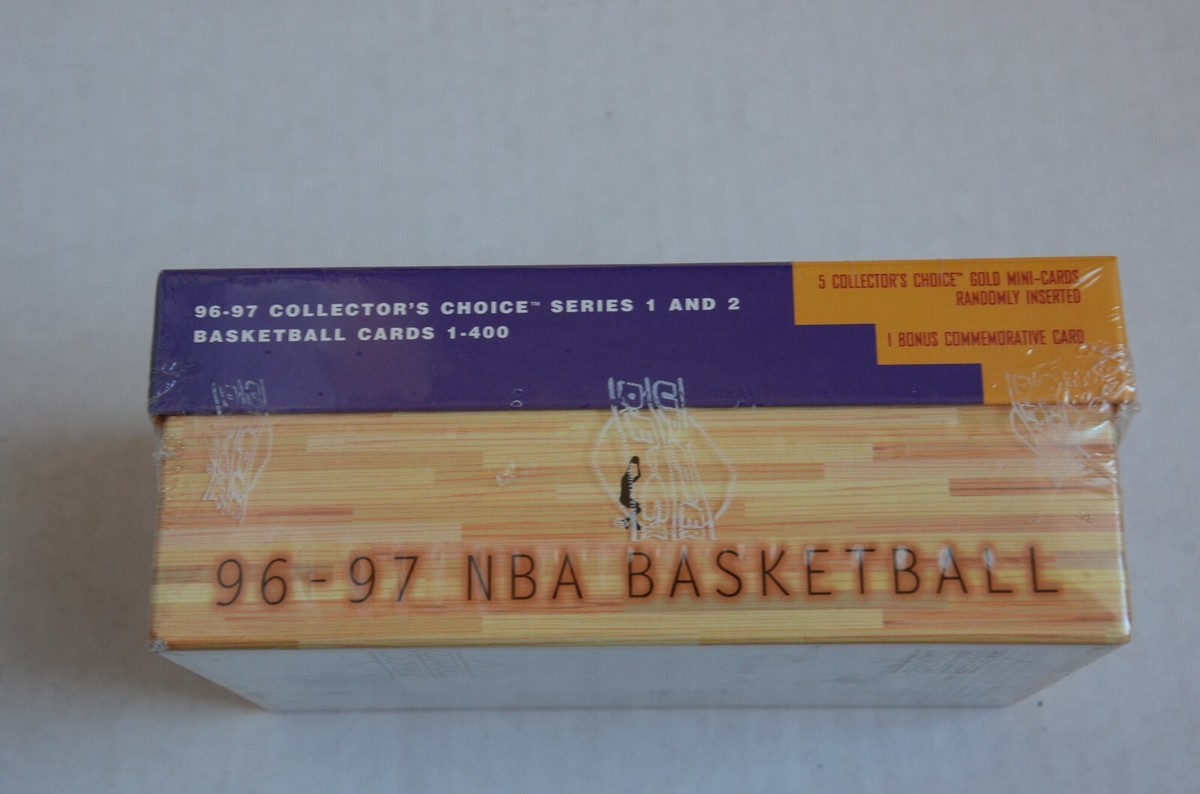 96-97 COLLECTOR'S CHOICE™ SERIES 1 AND 2
BASKETBALL CARDS 1-400
5 COLLECTOR'S CHOICE™ GOLD MINI-CARDS
RANDOMLY INSERTED
1 BONUS COMMEMORATIVE CARD
96-97 NBA BASKETBALL